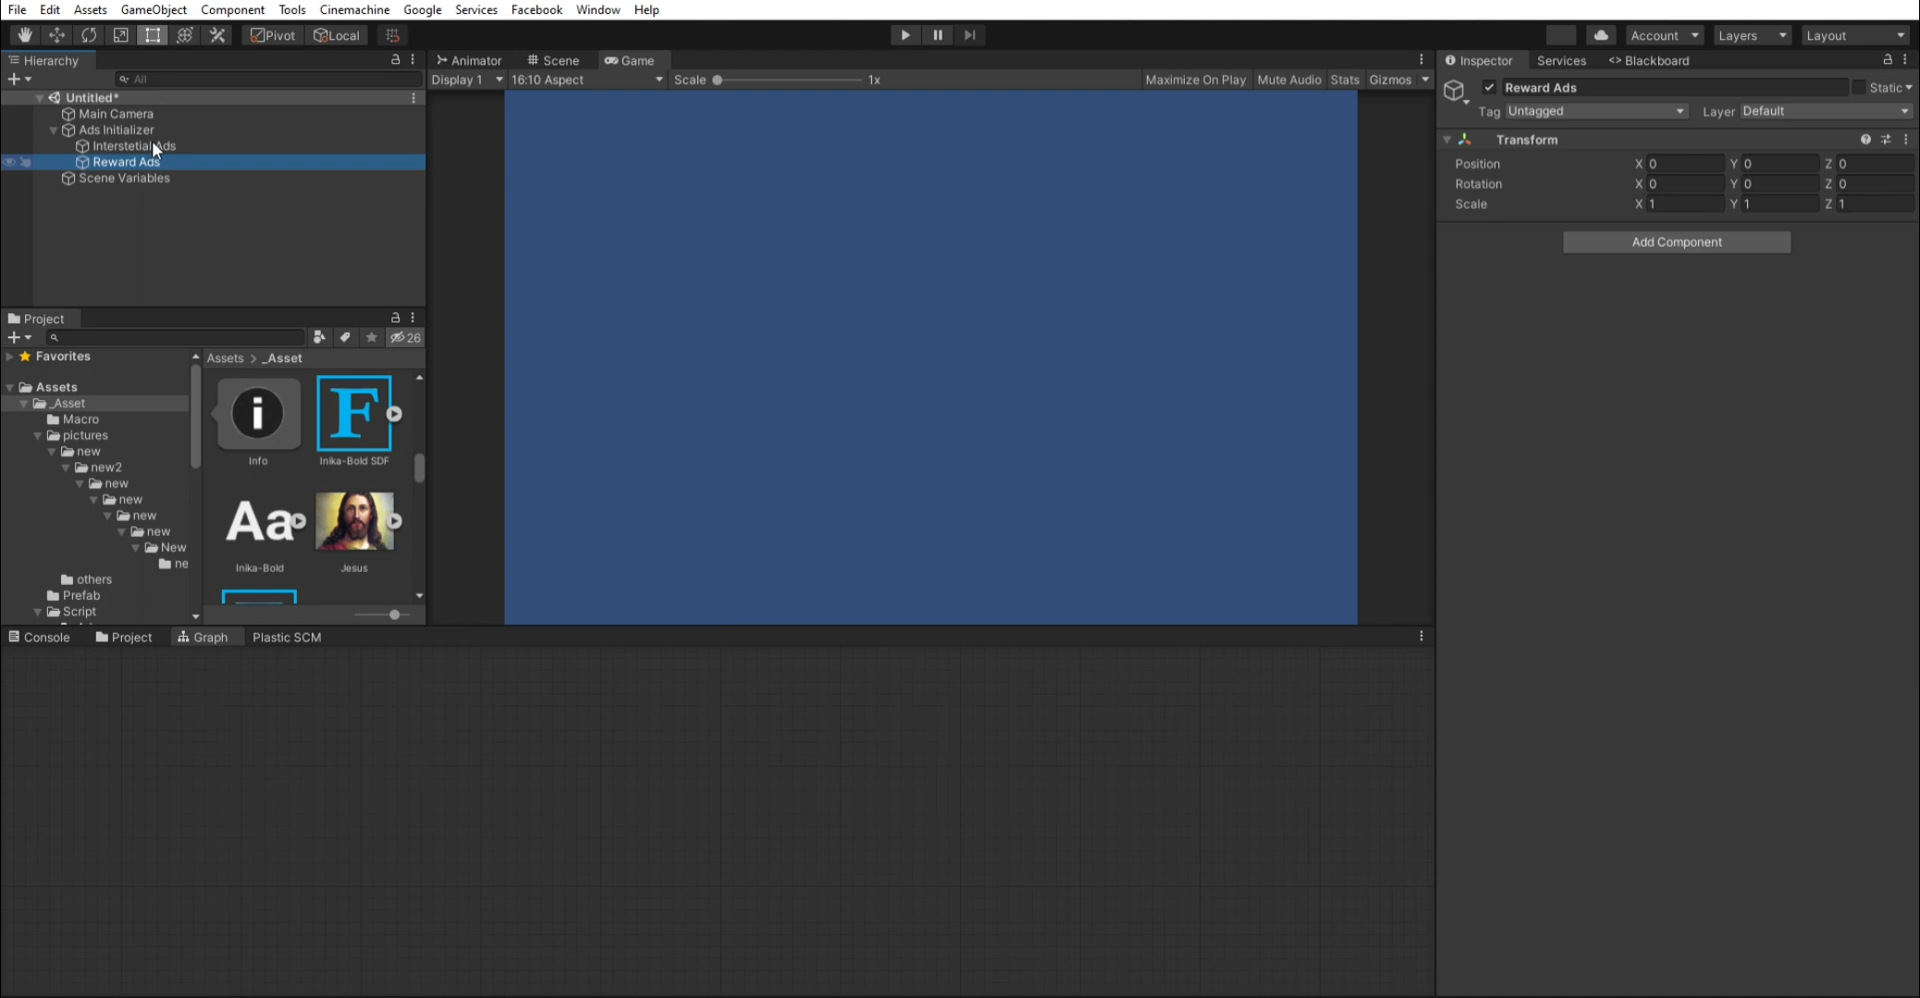 File Edit Assets GameObject Component Tools Cinemachine Google Services Facebook Window Help
Pivot Local Account Layers Layout
Hierarchy
All
Untitled*
Main Camera
Ads Initializer
Interstetial Ads
Reward Ads
Scene Variables
Animator Scene Game
Display 1 16:10 Aspect Scale 1x Maximize On Play Mute Audio Stats Gizmos
Inspector Services <> Blackboard
Reward Ads Static
Tag Untagged Layer Default
Transform
Position X 0 Y 0 Z 0
Rotation X 0 Y 0 Z 0
Scale X 1 Y 1 Z 1
Add Component
Project
26
Favorites
Assets
_Asset
Macro
pictures
new
new2
new
new
new
new
New
ne
others
Prefab
Script
Assets > _Asset
i
F
Info
Inika-Bold SDF
Aa
Inika-Bold
Jesus
Console Project Graph Plastic SCM